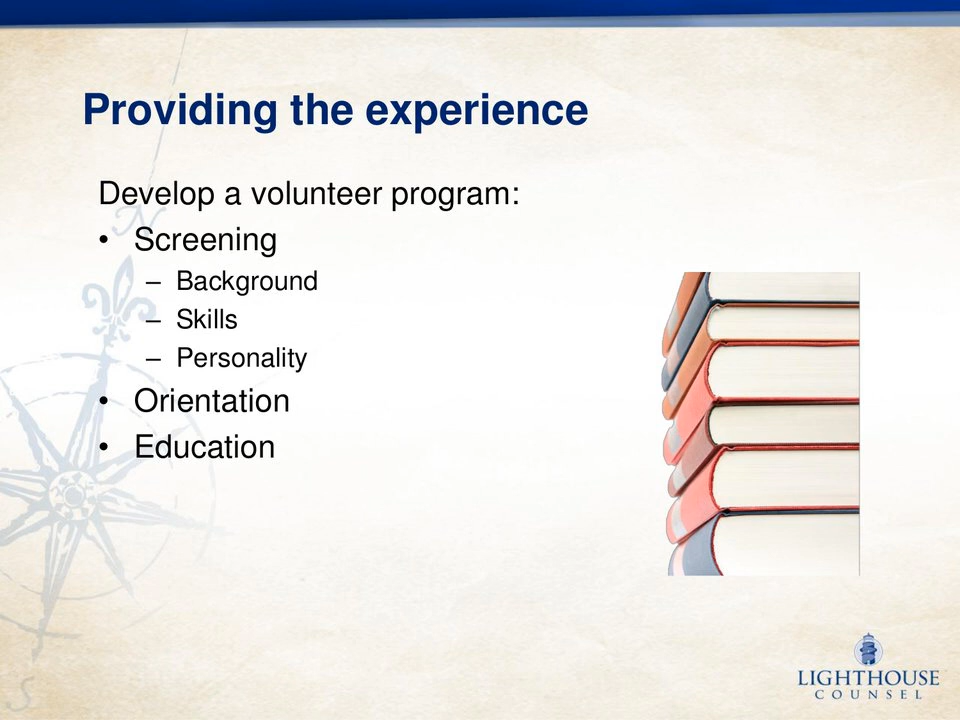 Providing the experience
Develop a volunteer program:
• Screening
– Background
– Skills
– Personality
• Orientation
• Education
N
S
LIGHTHOUSE
COUNSEL